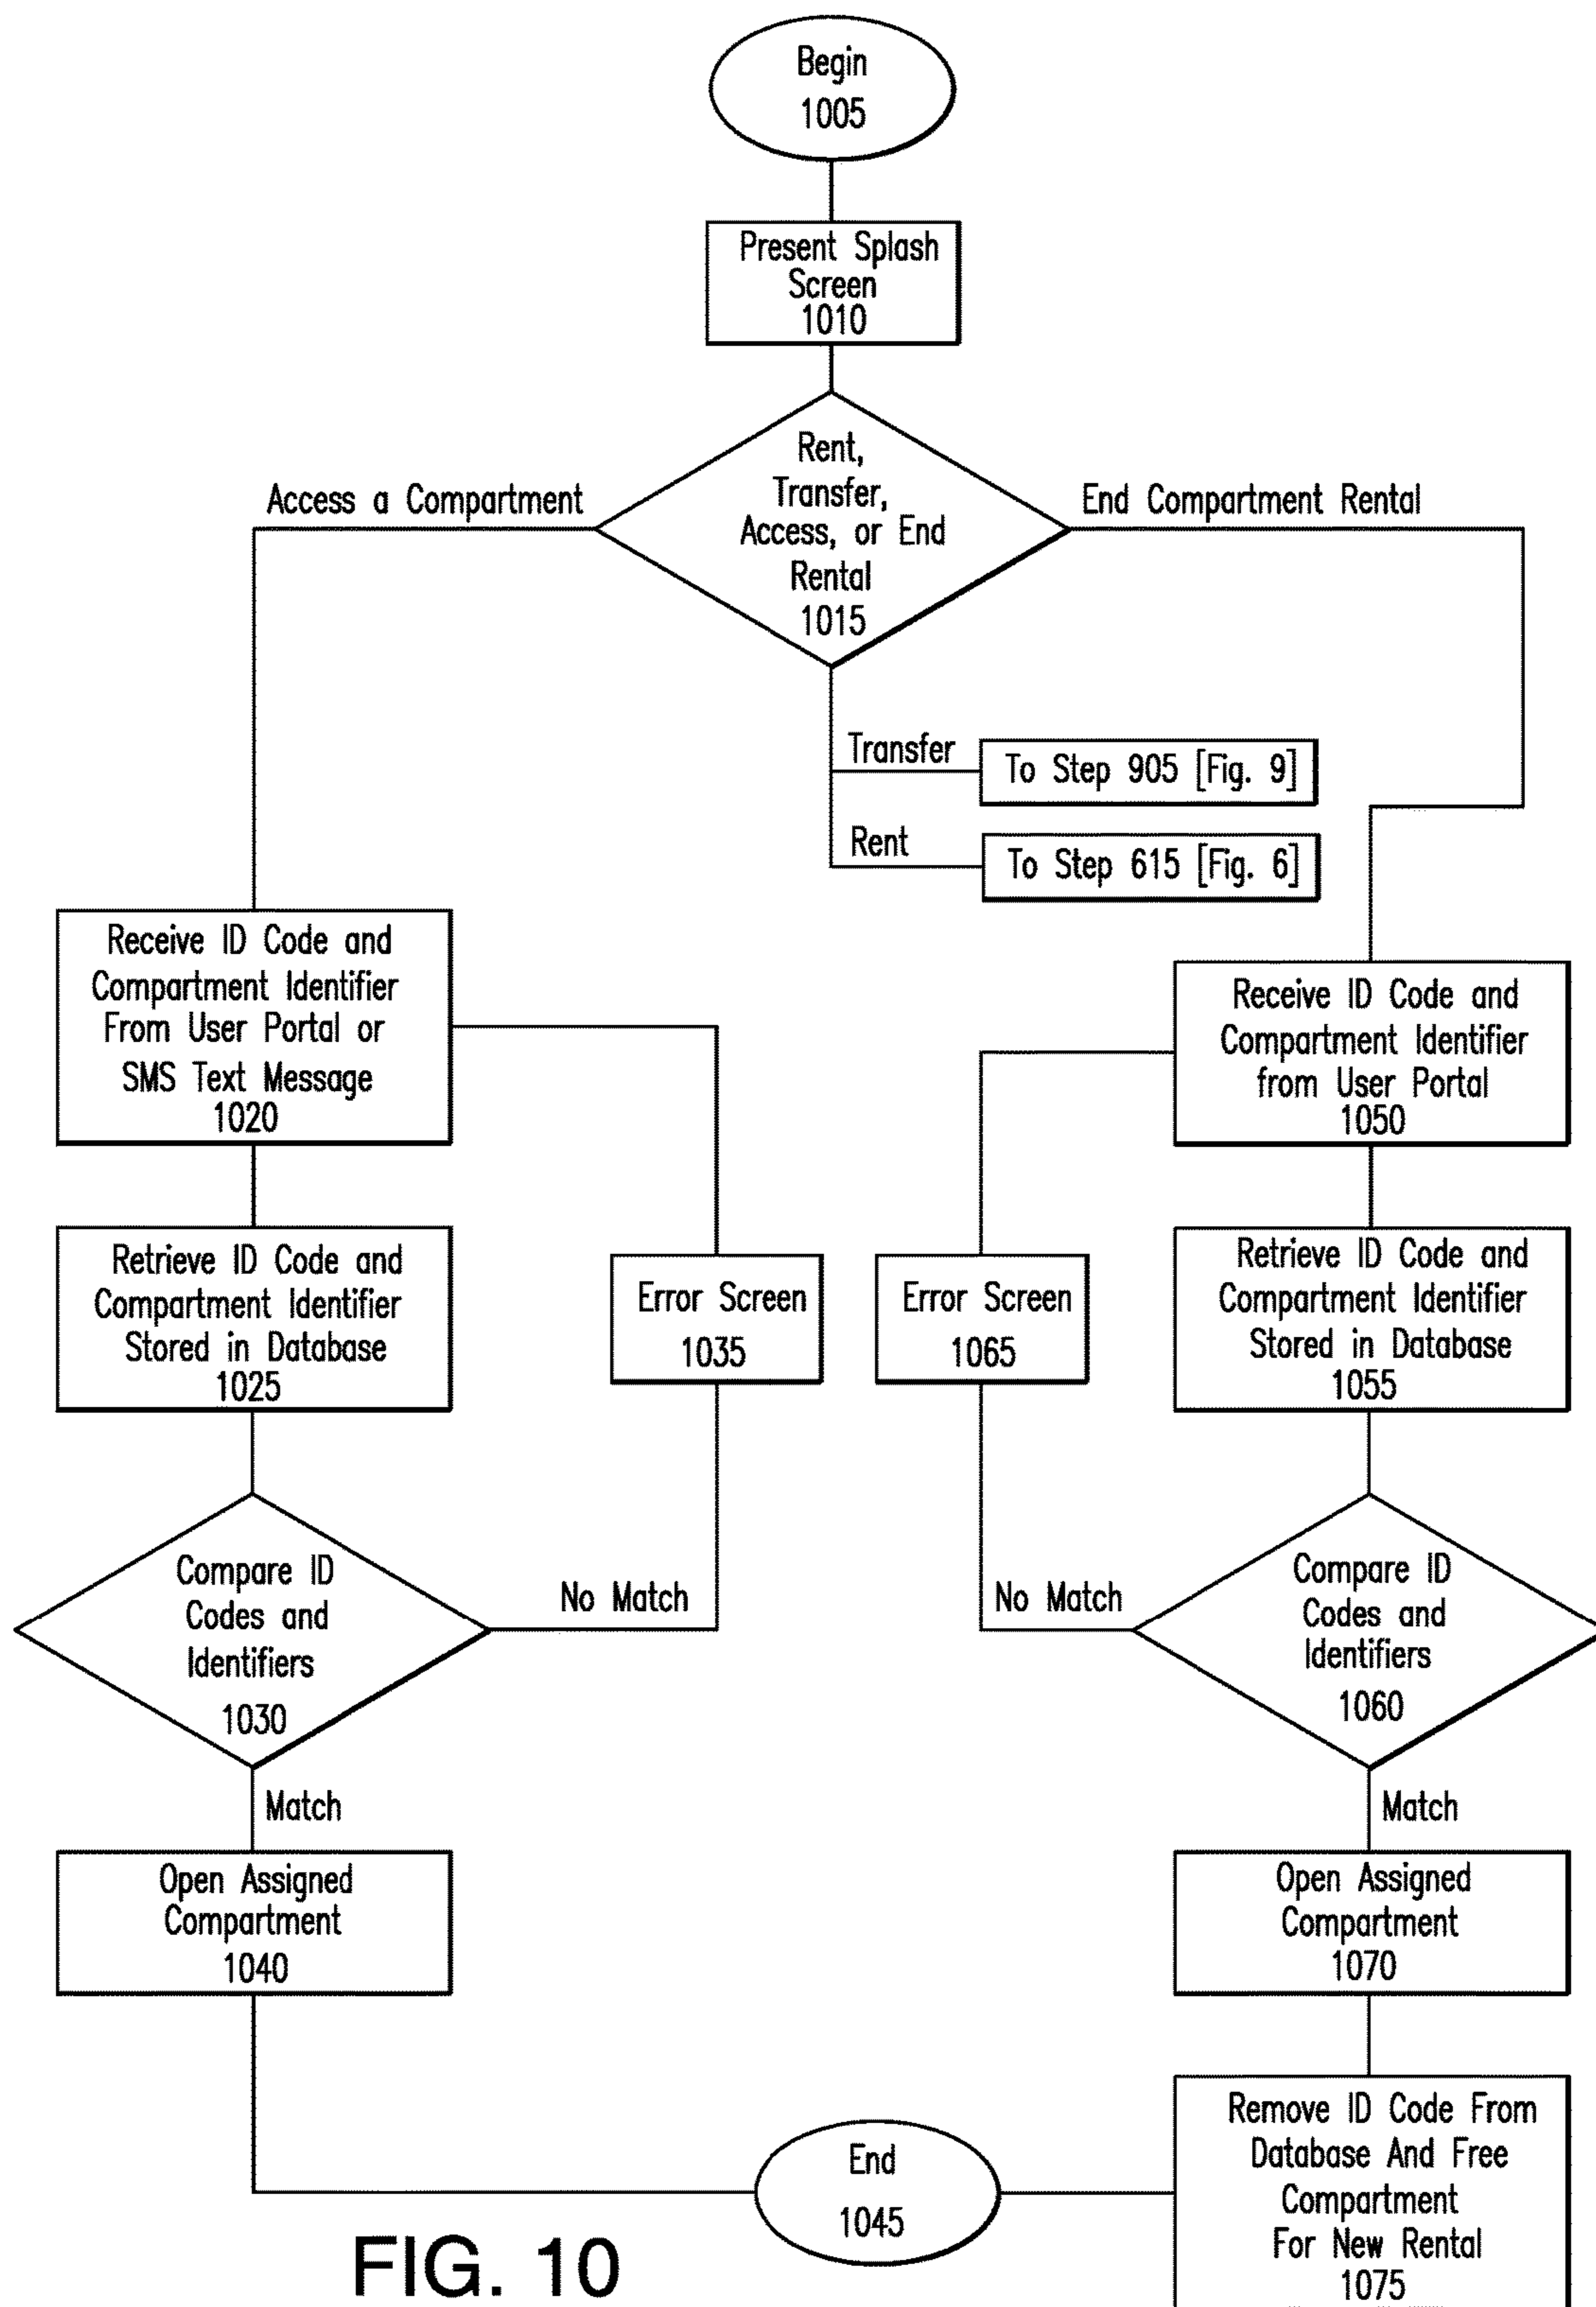 Begin
1005
Present Splash
Screen
1010
Rent,
Transfer,
Access, or End
Rental
1015
Access a Compartment
End Compartment Rental
Transfer
To Step 905 [Fig. 9]
Rent
To Step 615 [Fig. 6]
Receive ID Code and
Compartment Identifier
From User Portal or
SMS Text Message
1020
Receive ID Code and
Compartment Identifier
from User Portal
1050
Retrieve ID Code and
Compartment Identifier
Stored in Database
1025
Error Screen
1035
Error Screen
1065
Retrieve ID Code and
Compartment Identifier
Stored in Database
1055
Compare ID
Codes and
Identifiers
1030
No Match
No Match
Compare ID
Codes and
Identifiers
1060
Match
Match
Open Assigned
Compartment
1040
Open Assigned
Compartment
1070
End
1045
Remove ID Code From
Database And Free
Compartment
For New Rental
1075
FIG. 10